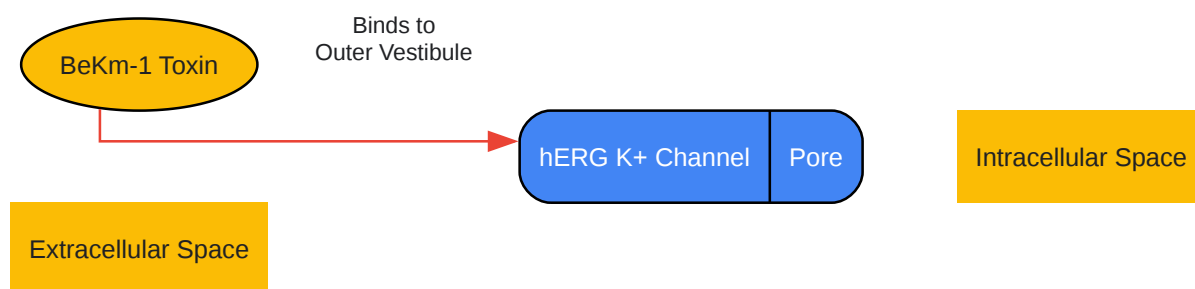 BeKm-1 Toxin
Binds to
Outer Vestibule
hERG K+ Channel
Pore
Intracellular Space
Extracellular Space